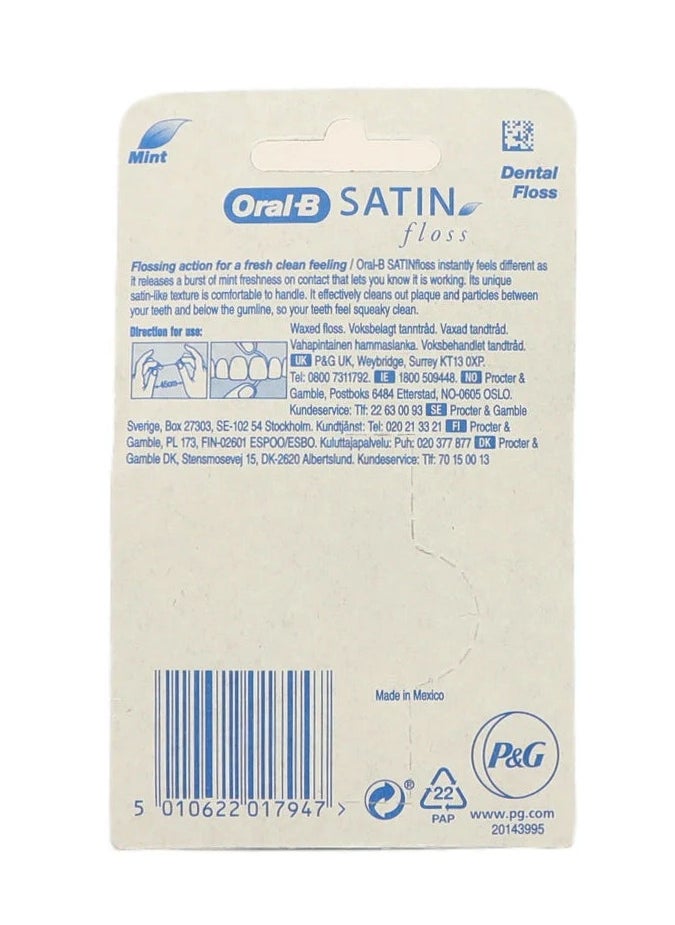 Mint
Dental
Floss
Oral-B SATIN
floss
Flossing action for a fresh clean feeling / Oral-B SATINfloss instantly feels different as
it releases a burst of mint freshness on contact that lets you know it is working. Its unique
satin-like texture is comfortable to handle. It effectively cleans out plaque and particles between
your teeth and below the gumline, so your teeth feel squeaky clean.
Direction for use:
45cm
Waxed floss. Voksbelagt tanntråd. Vaxad tandtråd.
Vahapintainen hammaslanka. Voksbehandlet tandtråd.
UK P&G UK, Weybridge, Surrey KT13 0XP.
Tel: 0800 7311792. IE 1800 509448. NO Procter &
Gamble, Postboks 6484 Etterstad, NO-0605 OSLO.
Kundeservice: Tlf: 22 63 00 93 SE Procter & Gamble
Sverige, Box 27303, SE-102 54 Stockholm. Kundtjänst: Tel: 020 21 33 21 FI Procter &
Gamble, PL 173, FIN-02601 ESPOO/ESBO. Kuluttajapalvelu: Puh: 020 377 877 DK Procter &
Gamble DK, Stensmosevej 15, DK-2620 Albertslund. Kundeservice: Tlf: 70 15 00 13
Made in Mexico
P&G
5 010622 017947 >
®
22
PAP
www.pg.com
20143995